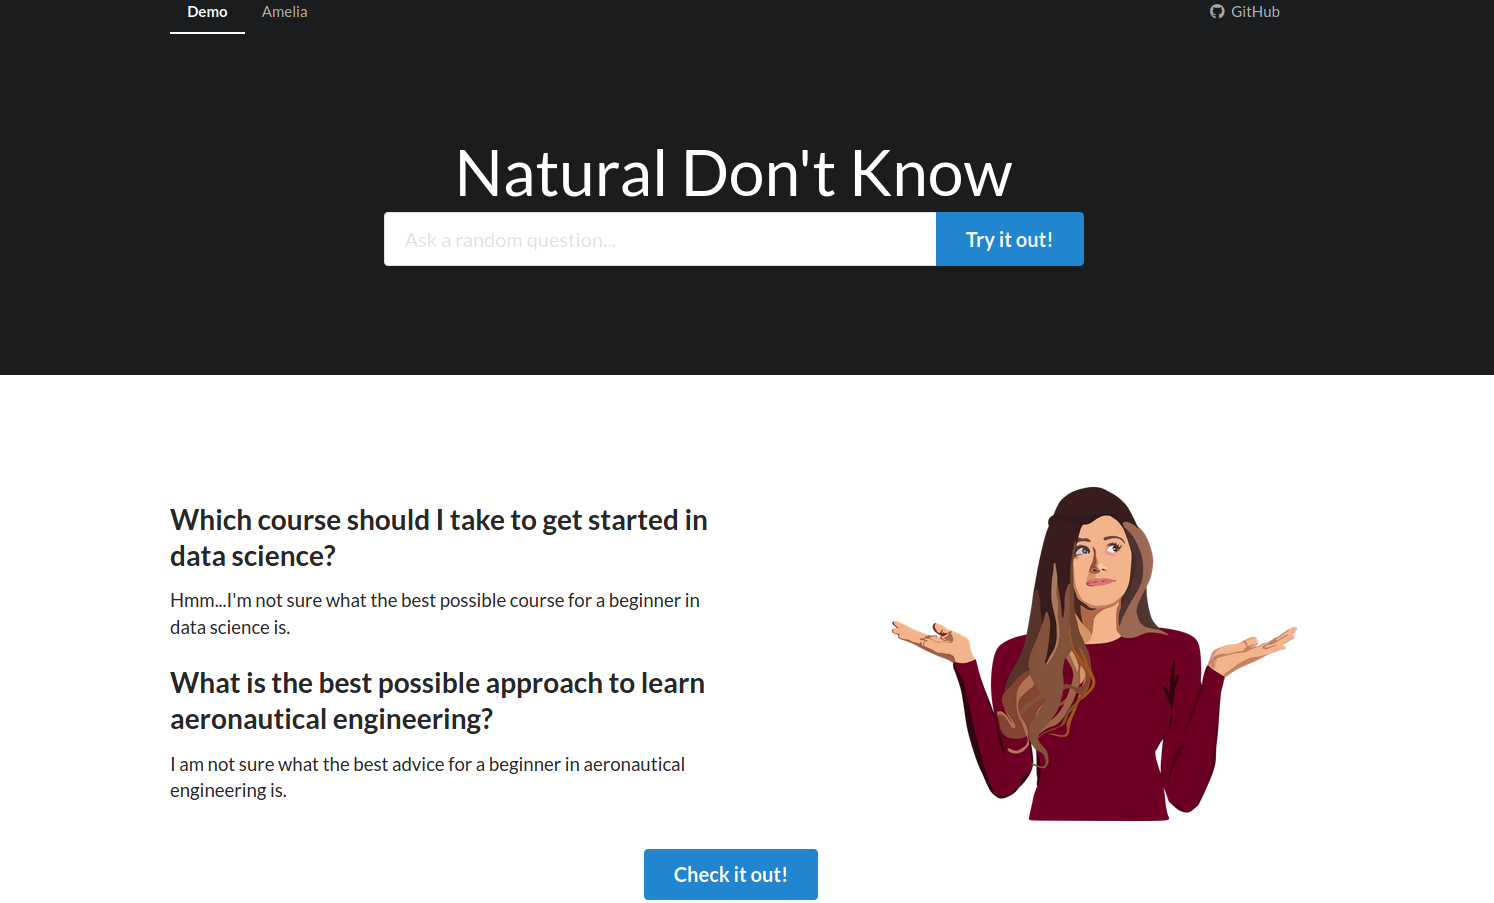 Demo
Amelia
GitHub
Natural Don't Know
Ask a random question...
Try it out!
Which course should I take to get started in
data science?
Hmm...I'm not sure what the best possible course for a beginner in
data science is.
What is the best possible approach to learn
aeronautical engineering?
I am not sure what the best advice for a beginner in aeronautical
engineering is.
Check it out!